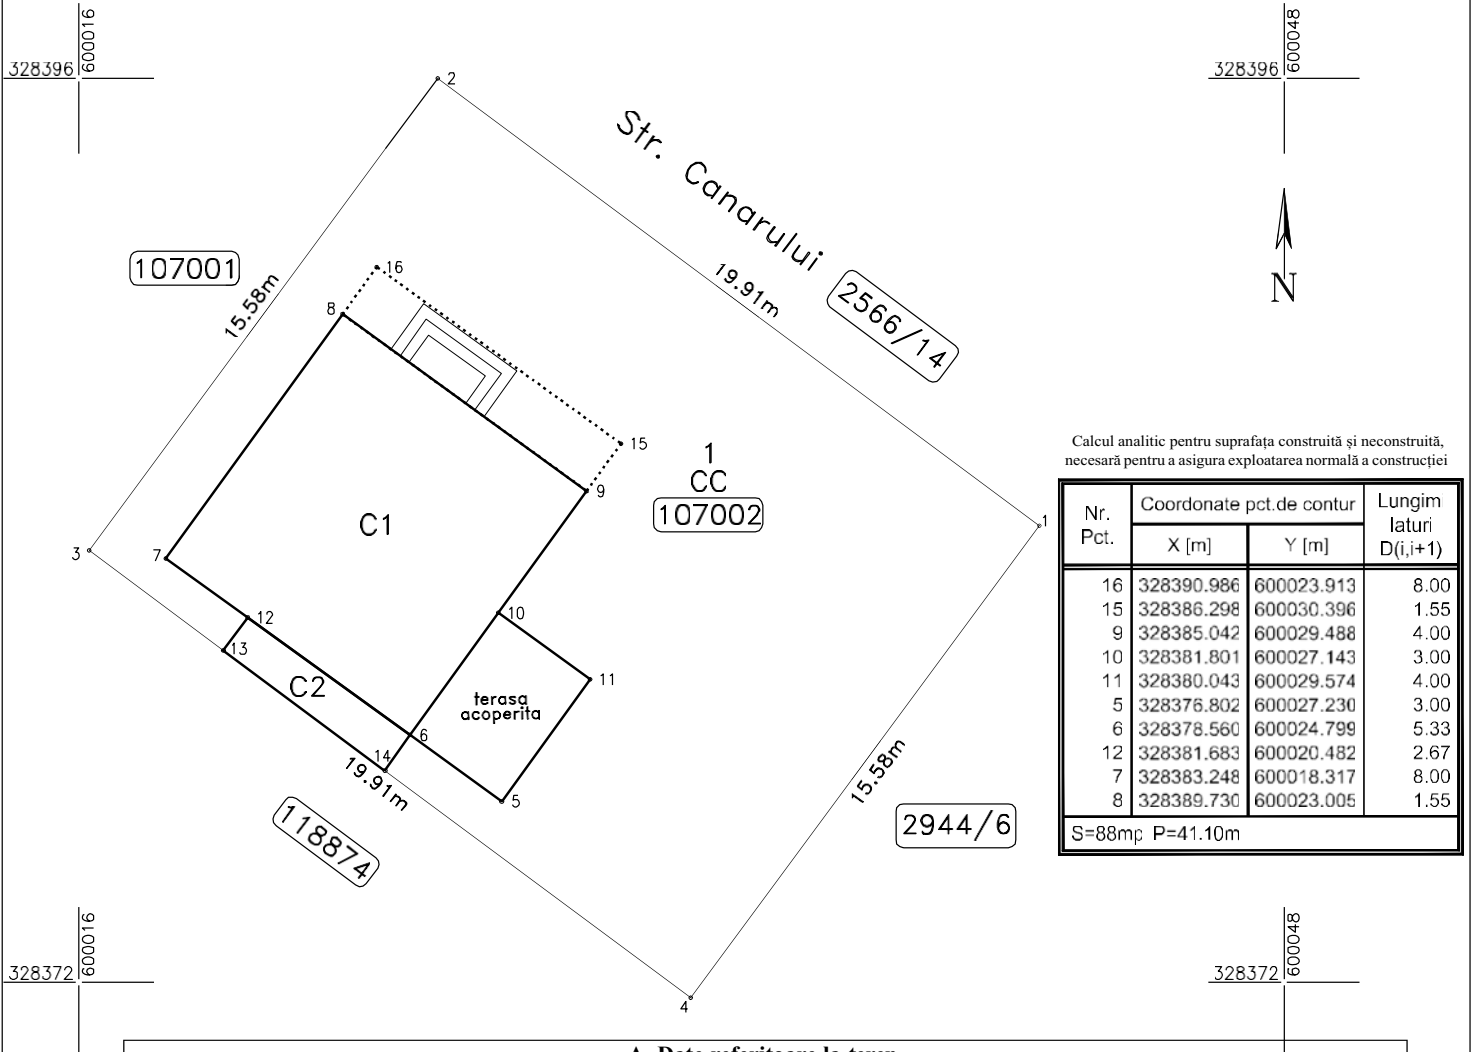 600016
600048
328396
328396
2
Str. Canarului
107001
16
19.91m
2566/14
N
15.58m
8
15
1
CC
107002
9
C1
1
3
7
12
10
13
11
C2
terasa
acoperita
6
14
19.91m
5
15.58m
2944/6
118874
4
Calcul analitic pentru suprafața construită și neconstruită,
necesară pentru a asigura exploatarea normală a construcției
Nr. Pct. Coordonate pct.de contur Lungimi laturi D(i,i+1)
X [m] Y [m]
16 328390.986 600023.913 8.00
15 328386.298 600030.396 1.55
9 328385.042 600029.488 4.00
10 328381.801 600027.143 3.00
11 328380.043 600029.574 4.00
5 328376.802 600027.230 3.00
6 328378.560 600024.799 5.33
12 328381.683 600020.482 2.67
7 328383.248 600018.317 8.00
8 328389.730 600023.005 1.55
S=88mp P=41.10m
600016
600048
328372
328372